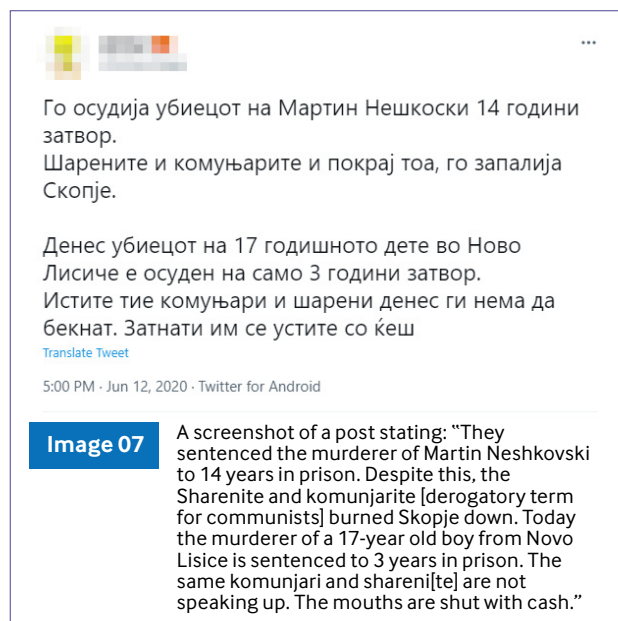 Го осудија убиецот на Мартин Нешкоски 14 години
затвор.
Шарените и комуњарите и покрај тоа, го запалија
Скопје.
Денес убиецот на 17 годишното дете во Ново
Лисиче е осуден на само 3 години затвор.
Истите тие комуњари и шарени денес ги нема да
бекнат. Затнати им се устите со ќеш
Translate Tweet
5:00 PM · Jun 12, 2020 · Twitter for Android
Image 07
A screenshot of a post stating: “They
sentenced the murderer of Martin Neshkovski
to 14 years in prison. Despite this, the
Sharenite and komunjarite [derogatory term
for communists] burned Skopje down. Today
the murderer of a 17-year old boy from Novo
Lisice is sentenced to 3 years in prison. The
same komunjari and shareni[te] are not
speaking up. The mouths are shut with cash.”